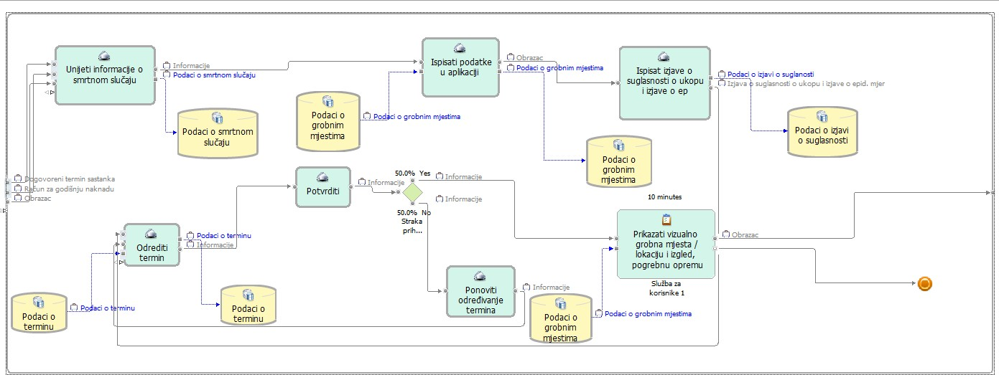 Unijeti informacije o
smrtnom slučaju
Informacije
Podaci o smrtnom slučaju
Podaci o smrtnom
slučaju
Podaci o
grobnim
mjestima
Podaci o grobnim mjestima
Ispisati podatke
u aplikaciji
Obrazac
Podaci o grobnim mjestima
Podaci o
grobnim
mjestima
Ispisat izjave o
suglasnosti o ukopu
i izjave o ep
Podaci o izjavi o suglanosti
Izjava o suglasnosti o ukopu i izjave o epid. mjer
Podaci o izjavi
o suglasnosti
Dogovoreni termin sastanka
Račun za godišnju naknadu
Obrazac
Potvrditi
Informacije
50.0% Yes
Informacije
Informacije
50.0% No
Straka
prih...
10 minutes
Prikazati vizualno
grobna mjesta /
lokaciju i izgled,
pogrebnu opremu
Služba za
korisnike 1
Obrazac
Odrediti
termin
Podaci o terminu
Informacije
Podaci o
terminu
Podaci o terminu
Podaci o
terminu
Ponoviti
određivanje
termina
Informacije
Podaci o
grobnim
mjestima
Podaci o grobnim mjestima